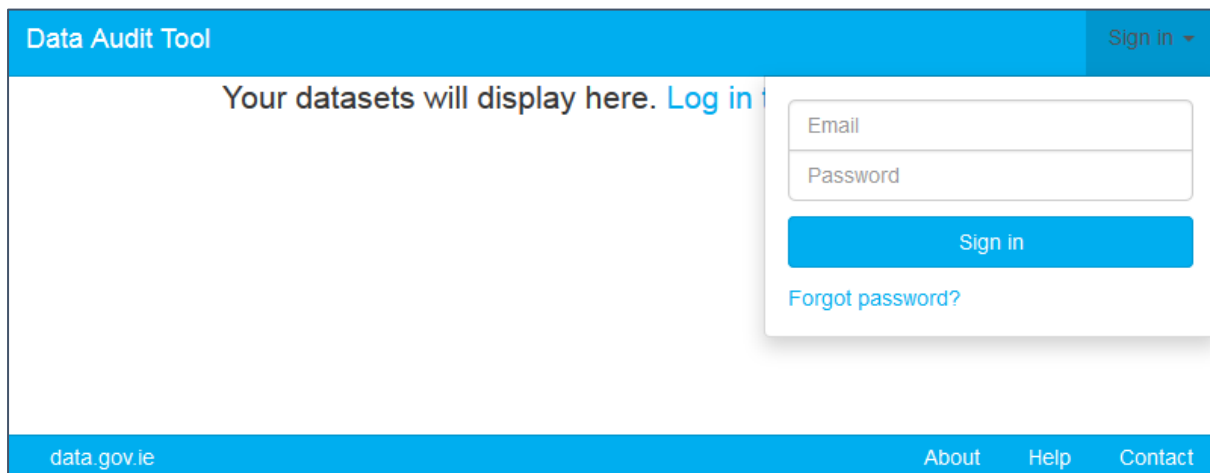 Data Audit Tool Sign in
Your datasets will display here. Log in
Email
Password
Sign in
Forgot password?
data.gov.ie About Help Contact